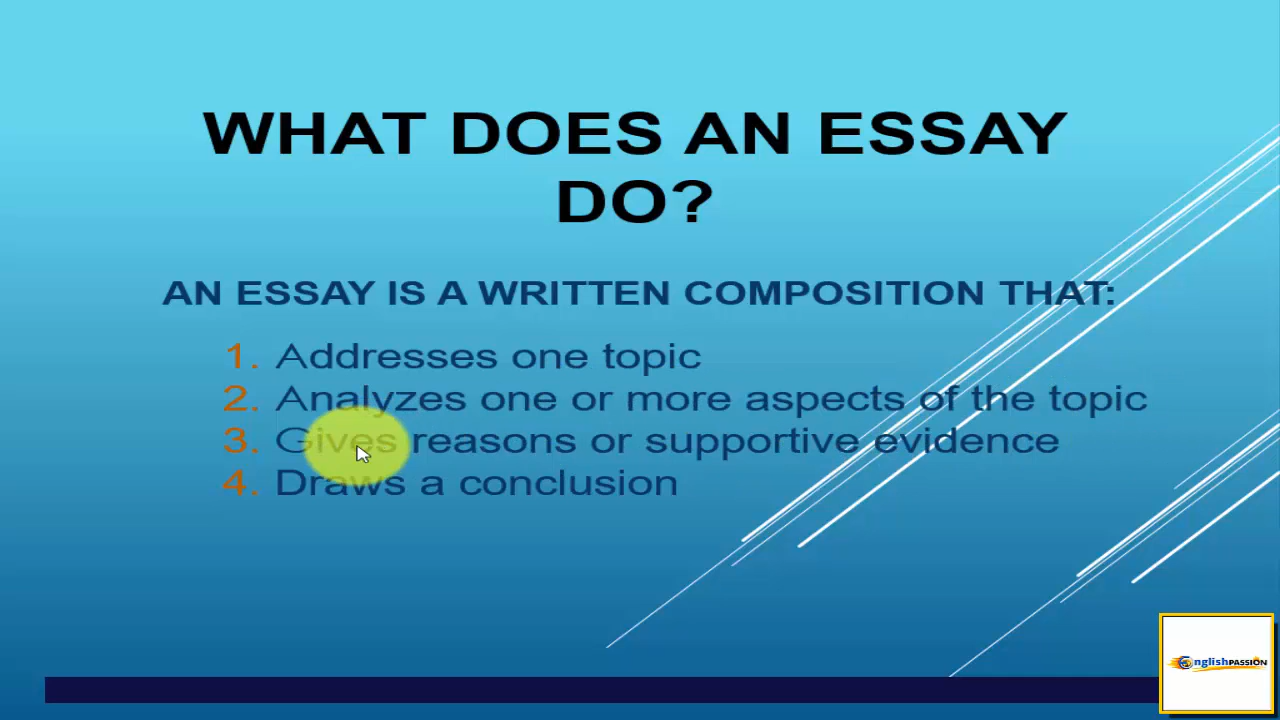 WHAT DOES AN ESSAY
DO?
AN ESSAY IS A WRITTEN COMPOSITION THAT:
1. Addresses one topic
2. Analyzes one or more aspects of the topic
3. Gives reasons or supportive evidence
4. Draws a conclusion
EnglishPASSION